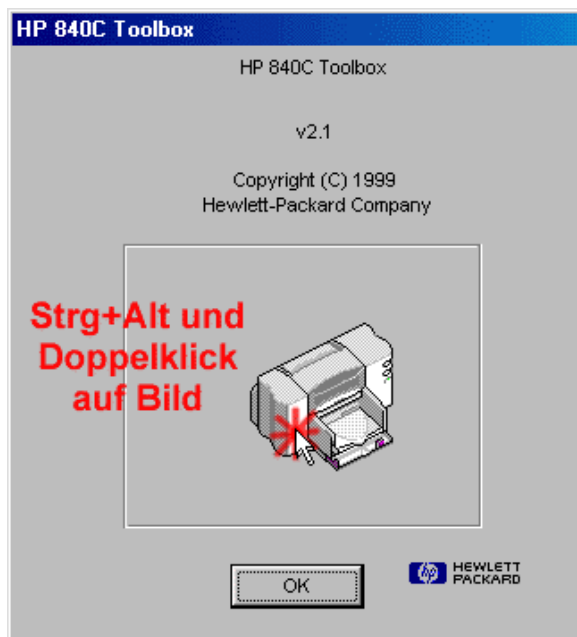 HP 840C Toolbox
HP 840C Toolbox
v2.1
Copyright (C) 1999
Hewlett-Packard Company
Strg+Alt und
Doppelklick
auf Bild
OK
hp HEWLETT
PACKARD